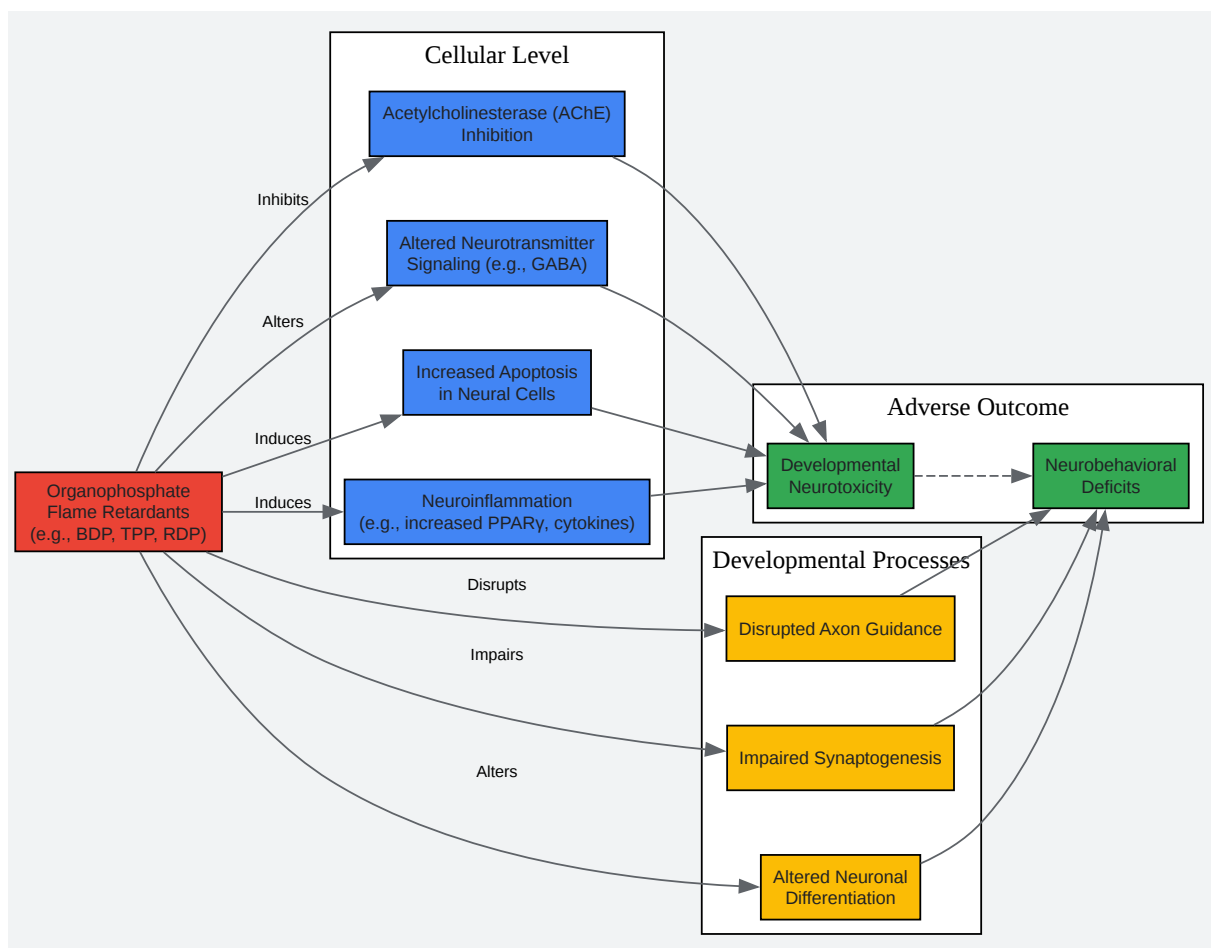 Cellular Level
Acetylcholinesterase (AChE)
Inhibition
Inhibits
Altered Neurotransmitter
Signaling (e.g., GABA)
Alters
Increased Apoptosis
in Neural Cells
Induces
Neuroinflammation
(e.g., increased PPARγ, cytokines)
Induces
Organophosphate
Flame Retardants
(e.g., BDP, TPP, RDP)
Adverse Outcome
Developmental
Neurotoxicity
Neurobehavioral
Deficits
Developmental Processes
Disrupts
Disrupted Axon Guidance
Impairs
Impaired Synaptogenesis
Alters
Altered Neuronal
Differentiation